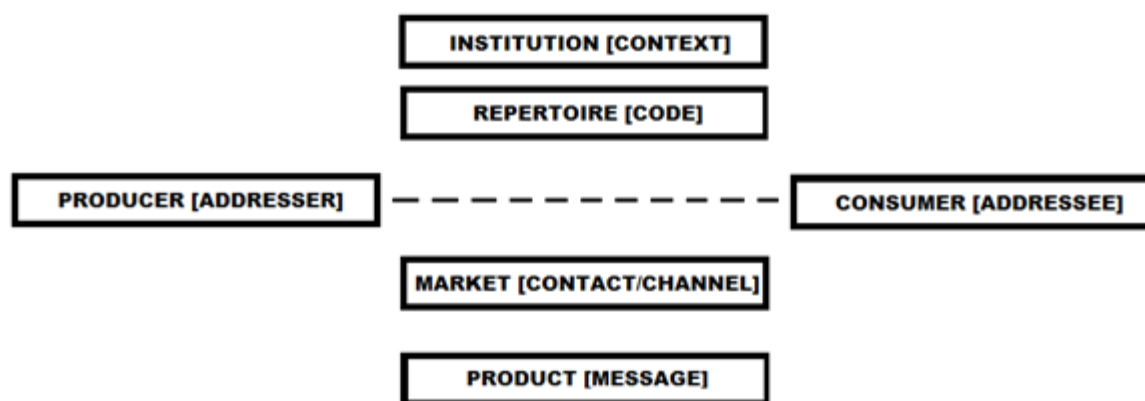 INSTITUTION [CONTEXT]
REPERTOIRE [CODE]
PRODUCER [ADDRESSER]
CONSUMER [ADDRESSEE]
MARKET [CONTACT/CHANNEL]
PRODUCT [MESSAGE]